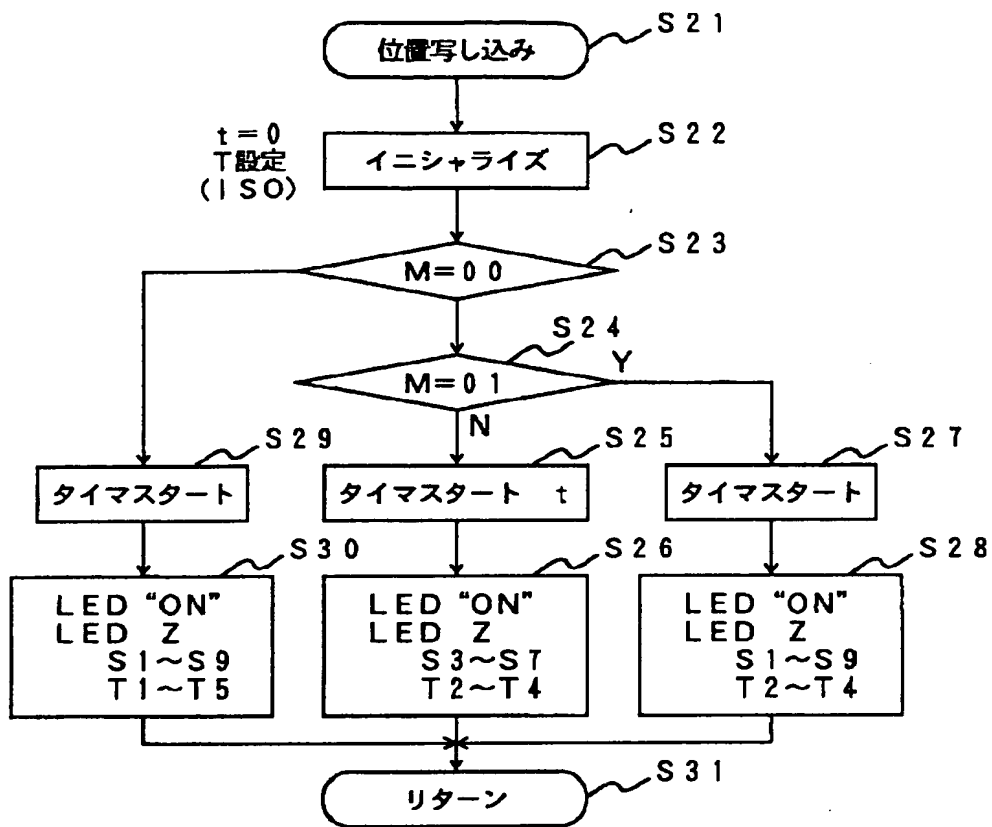 S21
位置写し込み
t=0
T設定
(ISO)
S22
イニシャライズ
S23
M=00
S24
M=01
Y
N
S29
タイマスタート
S25
タイマスタート t
S27
タイマスタート
S30
LED “ON”
LED Z
S1~S9
T1~T5
S26
LED “ON”
LED Z
S3~S7
T2~T4
S28
LED “ON”
LED Z
S1~S9
T2~T4
S31
リターン